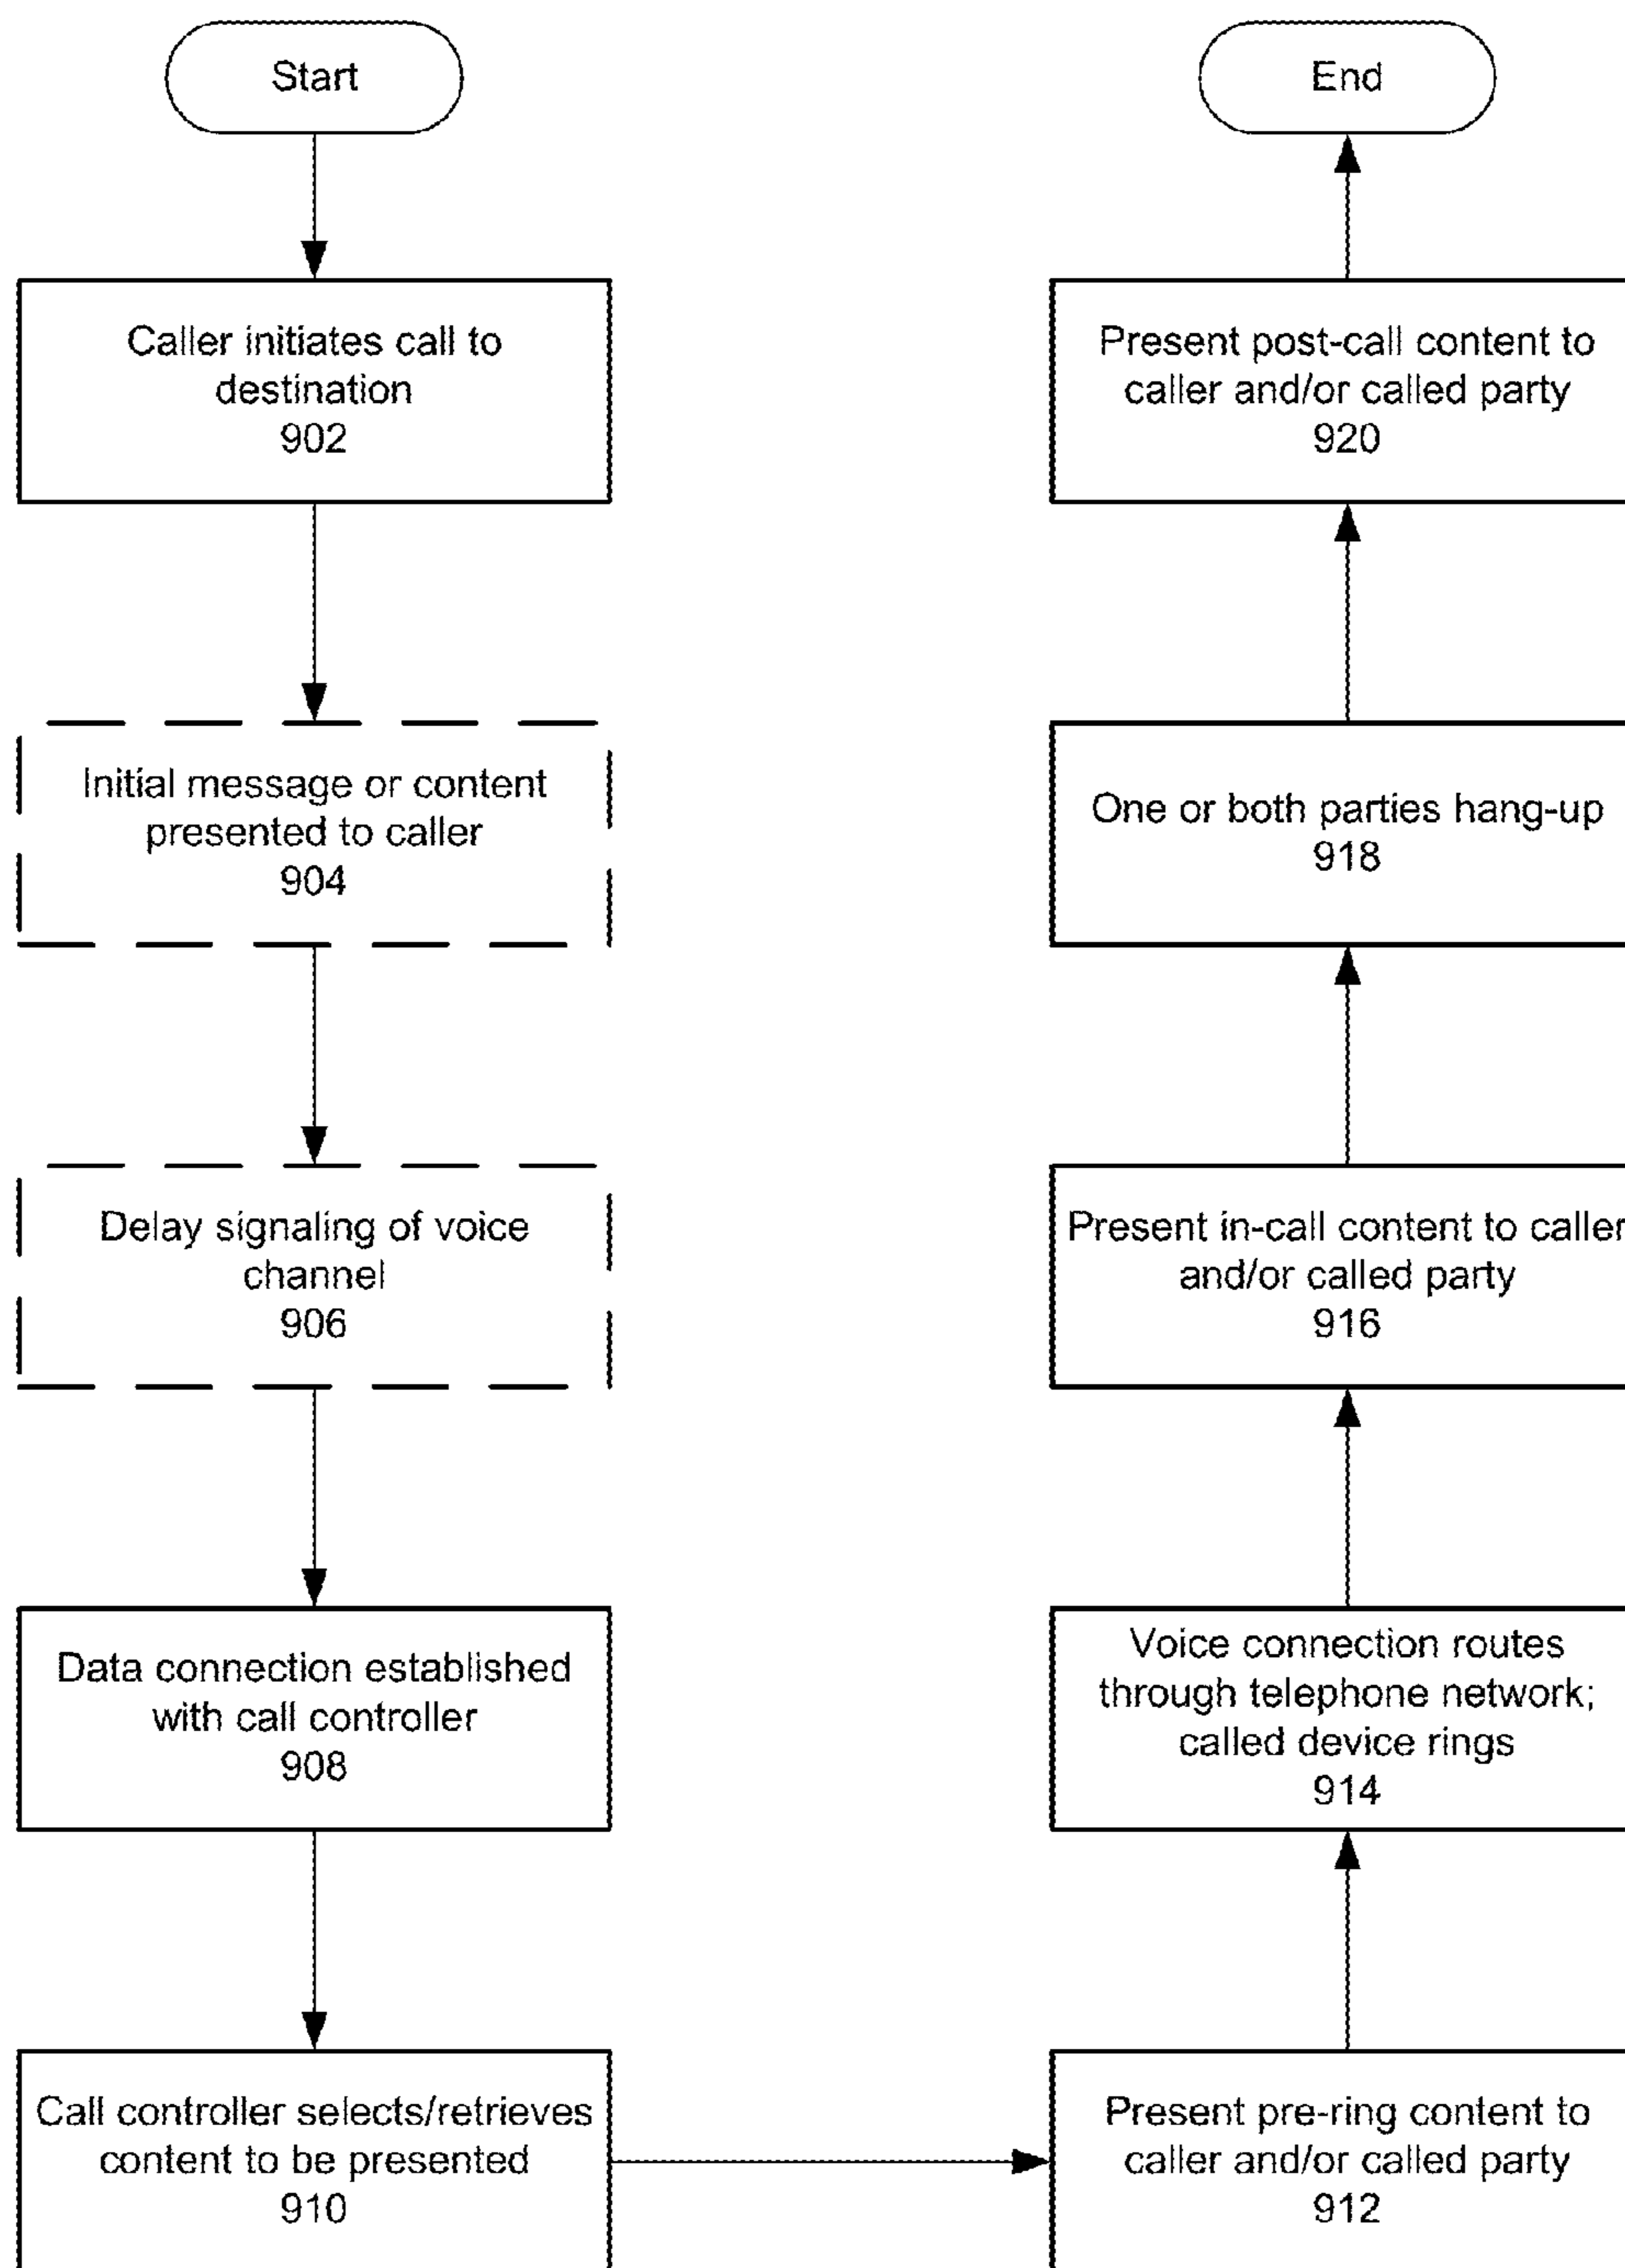 Start
Caller initiates call to
destination
902
Initial message or content
presented to caller
904
Delay signaling of voice
channel
906
Data connection established
with call controller
908
Call controller selects/retrieves
content to be presented
910
Present pre-ring content to
caller and/or called party
912
Voice connection routes
through telephone network;
called device rings
914
Present in-call content to caller
and/or called party
916
One or both parties hang-up
918
Present post-call content to
caller and/or called party
920
End